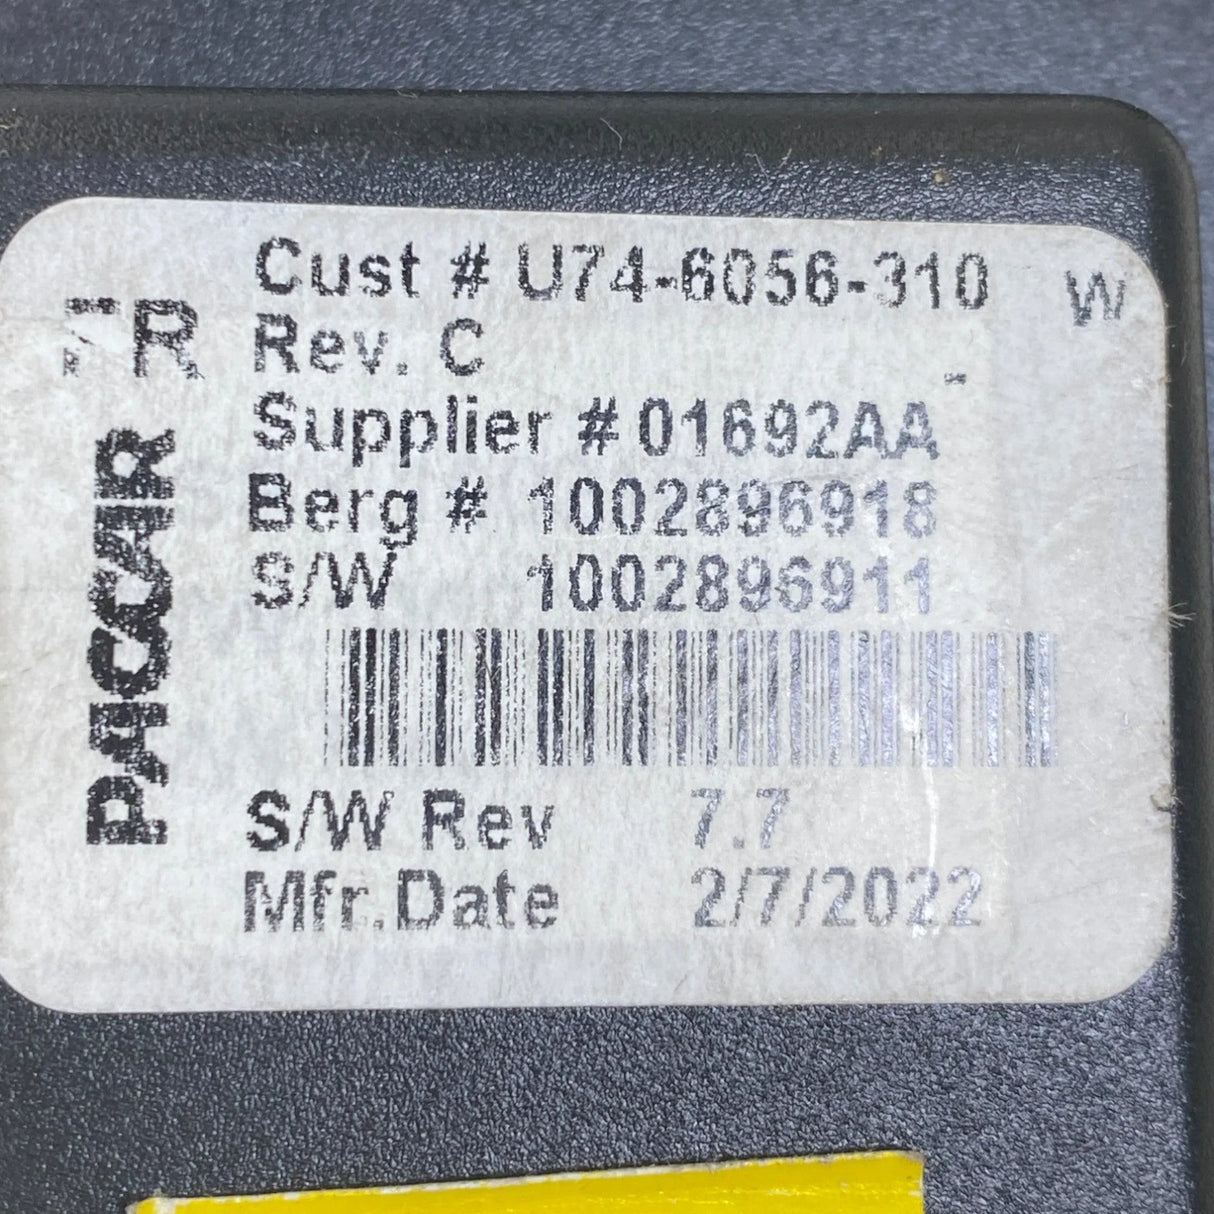 Cust # U74-6056-310
W
R
Rev. C
-
Supplier # 01692AA
Berg # 1002896918
S/W 1002896911
PACCAR
S/W Rev 7.7
Mfr.Date 2/7/2022